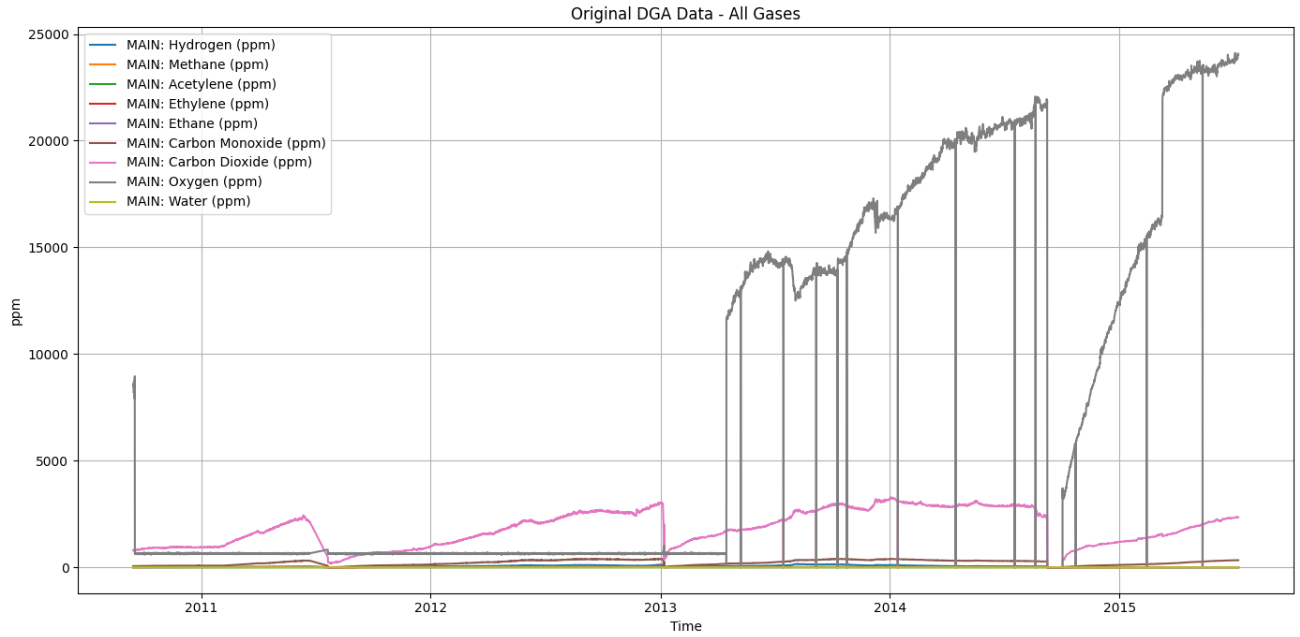 Original DGA Data - All Gases
25000
20000
15000
10000
5000
0
ppm
MAIN: Hydrogen (ppm)
MAIN: Methane (ppm)
MAIN: Acetylene (ppm)
MAIN: Ethylene (ppm)
MAIN: Ethane (ppm)
MAIN: Carbon Monoxide (ppm)
MAIN: Carbon Dioxide (ppm)
MAIN: Oxygen (ppm)
MAIN: Water (ppm)
2011 2012 2013 2014 2015
Time